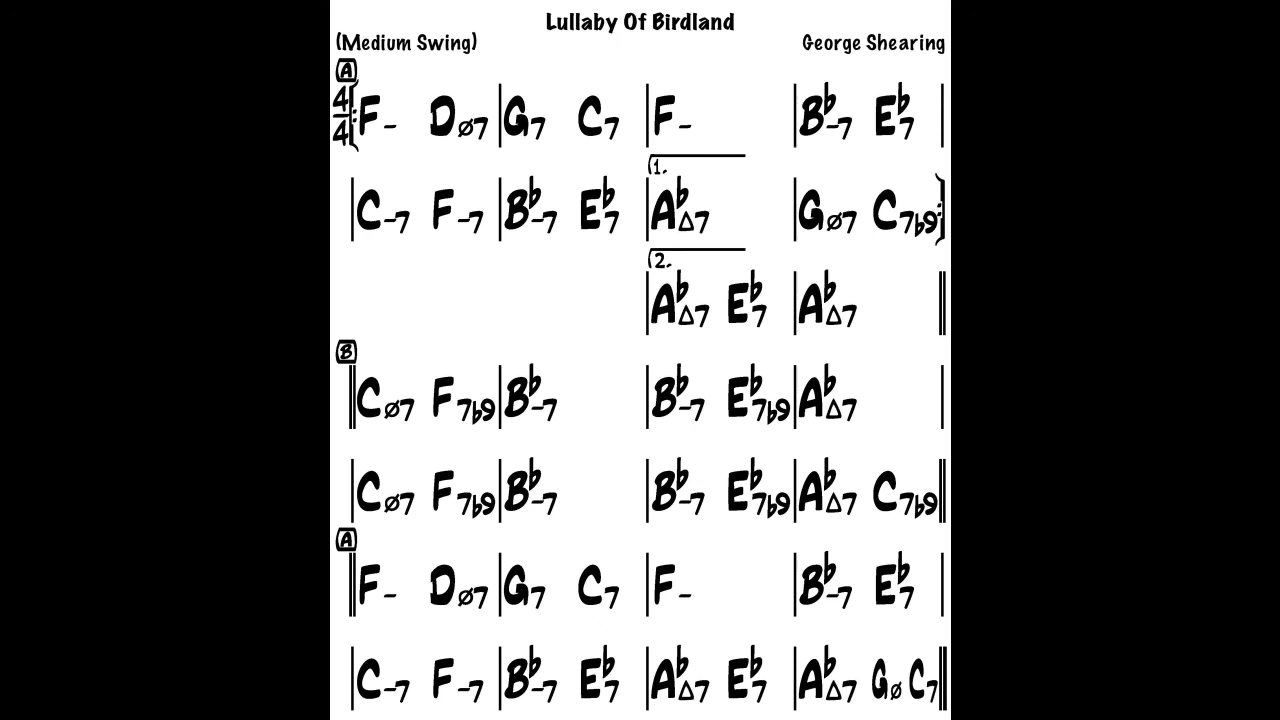 Lullaby Of Birdland
(Medium Swing) George Shearing
A
4/4 F– Dø7 | G7 C7 | F– | B♭–7 E♭7 |
| C–7 F–7 | B♭–7 E♭7 | 1. A♭Δ7 | Gø7 C7♭9
2. A♭Δ7 E♭7 | A♭Δ7
B
Cø7 F7♭9 | B♭–7 | B♭–7 E♭7♭9 | A♭Δ7 |
| Cø7 F7♭9 | B♭–7 | B♭–7 E♭7♭9 | A♭Δ7 C7♭9
A
F– Dø7 | G7 C7 | F– | B♭–7 E♭7 |
| C–7 F–7 | B♭–7 E♭7 | A♭Δ7 E♭7 | A♭Δ7 Gø C7